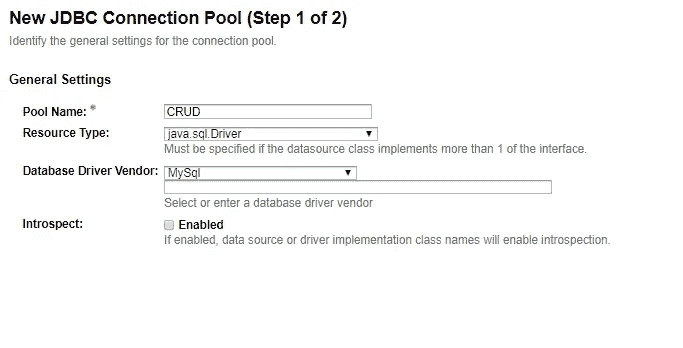 New JDBC Connection Pool (Step 1 of 2)
Identify the general settings for the connection pool.
General Settings
Pool Name: * CRUD
Resource Type: java.sql.Driver
Must be specified if the datasource class implements more than 1 of the interface.
Database Driver Vendor: MySql
Select or enter a database driver vendor
Introspect: Enabled
If enabled, data source or driver implementation class names will enable introspection.